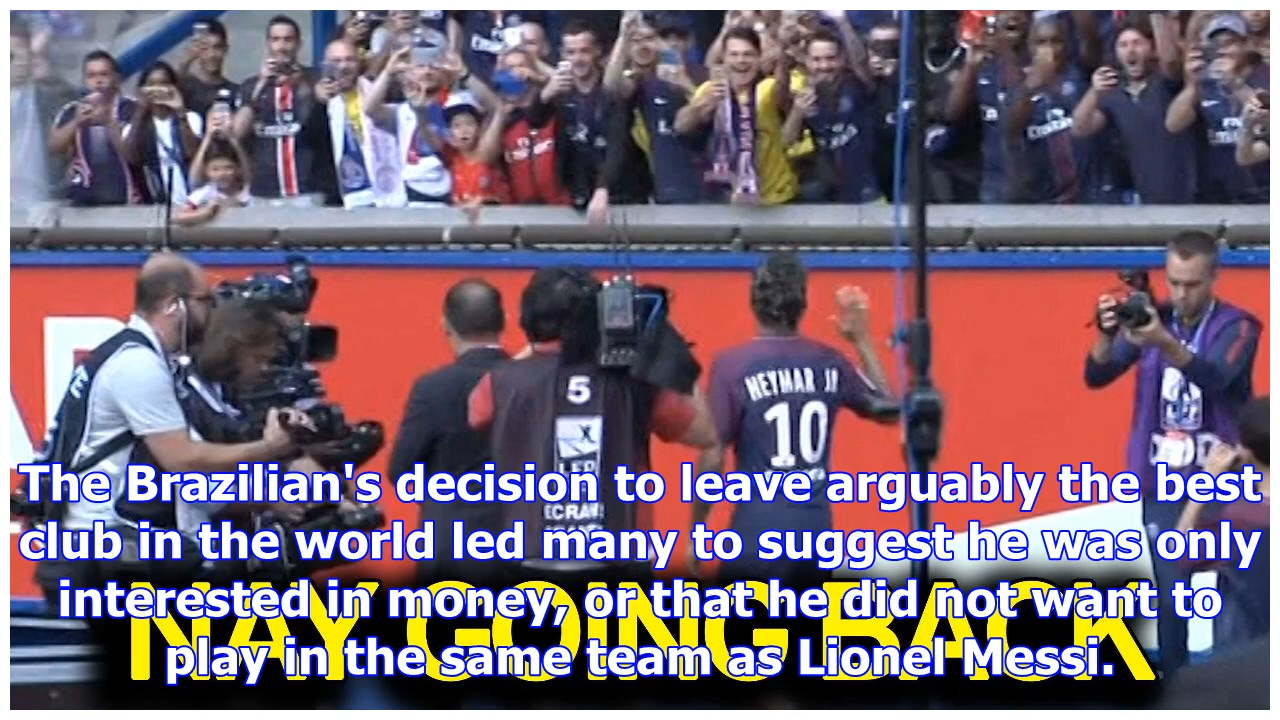 NEYMAR JR
10
5
The Brazilian's decision to leave arguably the best
club in the world led many to suggest he was only
interested in money, or that he did not want to
play in the same team as Lionel Messi.
NAY GOING BACK